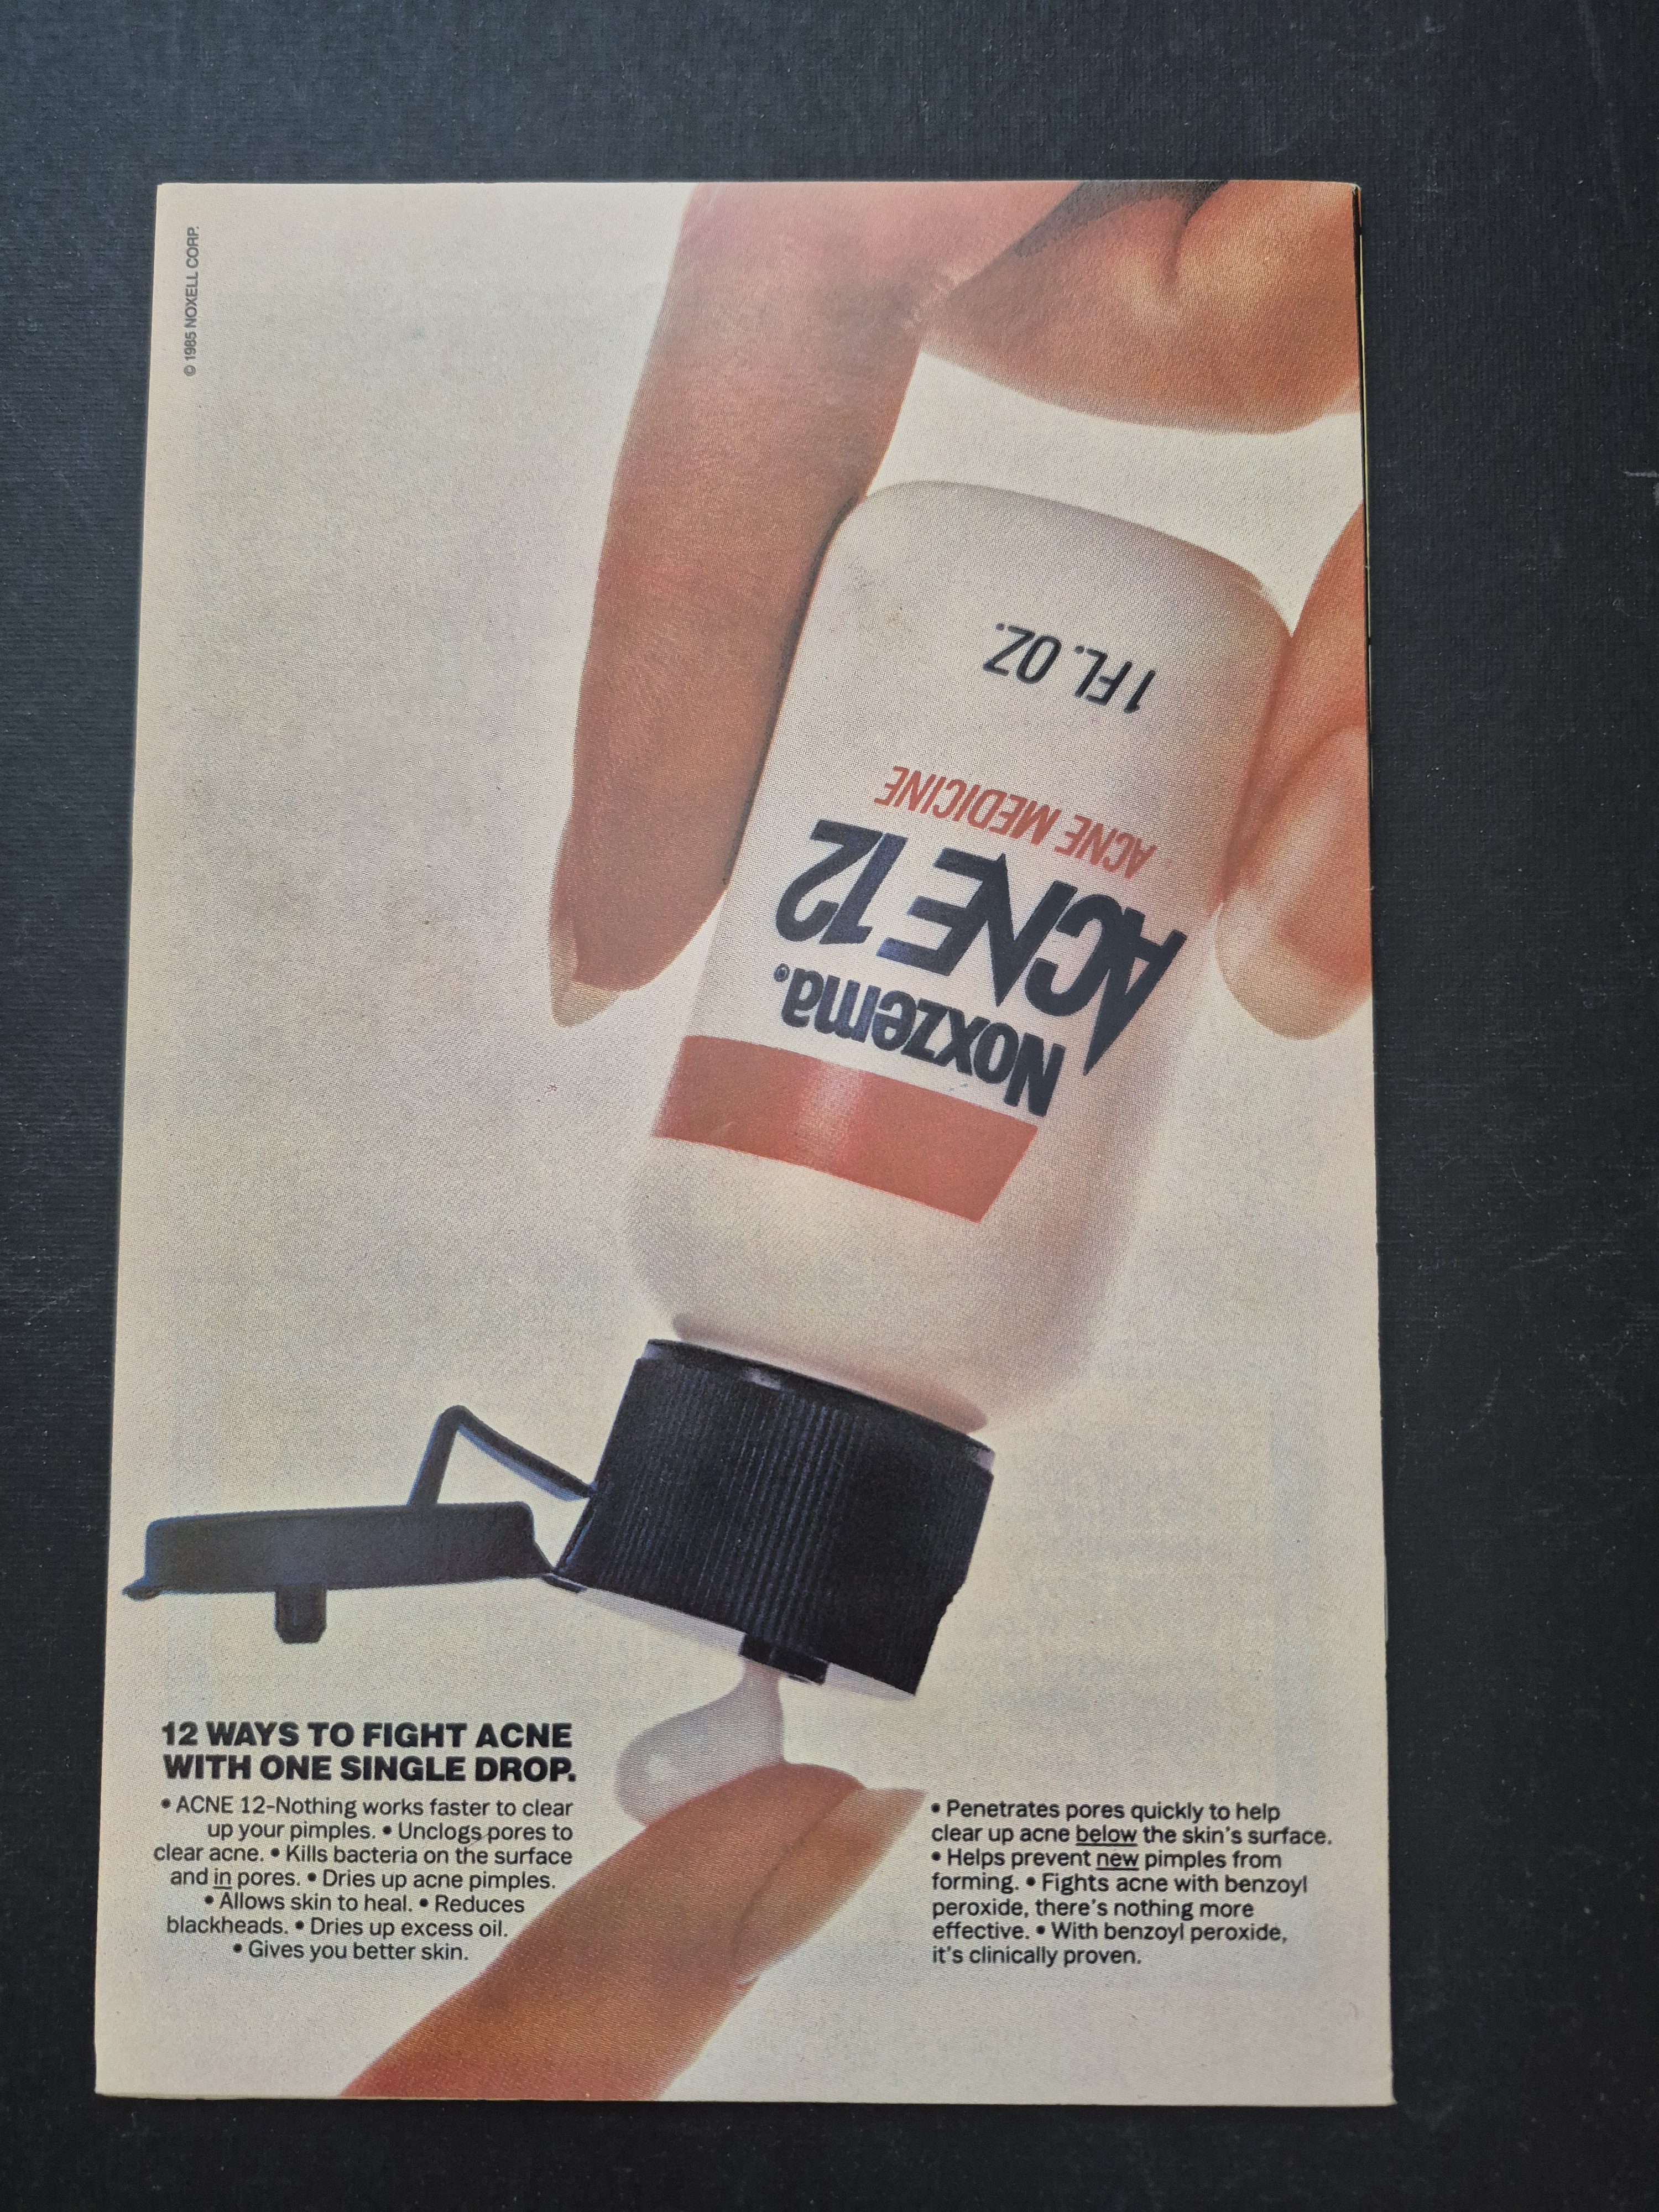 © 1985 NOXELL CORP.
1 FL. OZ.
ACNE MEDICINE
ACNE 12
Noxzema®
12 WAYS TO FIGHT ACNE
WITH ONE SINGLE DROP.
• ACNE 12-Nothing works faster to clear
up your pimples. • Unclogs pores to
clear acne. • Kills bacteria on the surface
and in pores. • Dries up acne pimples.
• Allows skin to heal. • Reduces
blackheads. • Dries up excess oil.
• Gives you better skin.
• Penetrates pores quickly to help
clear up acne below the skin's surface.
• Helps prevent new pimples from
forming. • Fights acne with benzoyl
peroxide, there's nothing more
effective. • With benzoyl peroxide,
it's clinically proven.